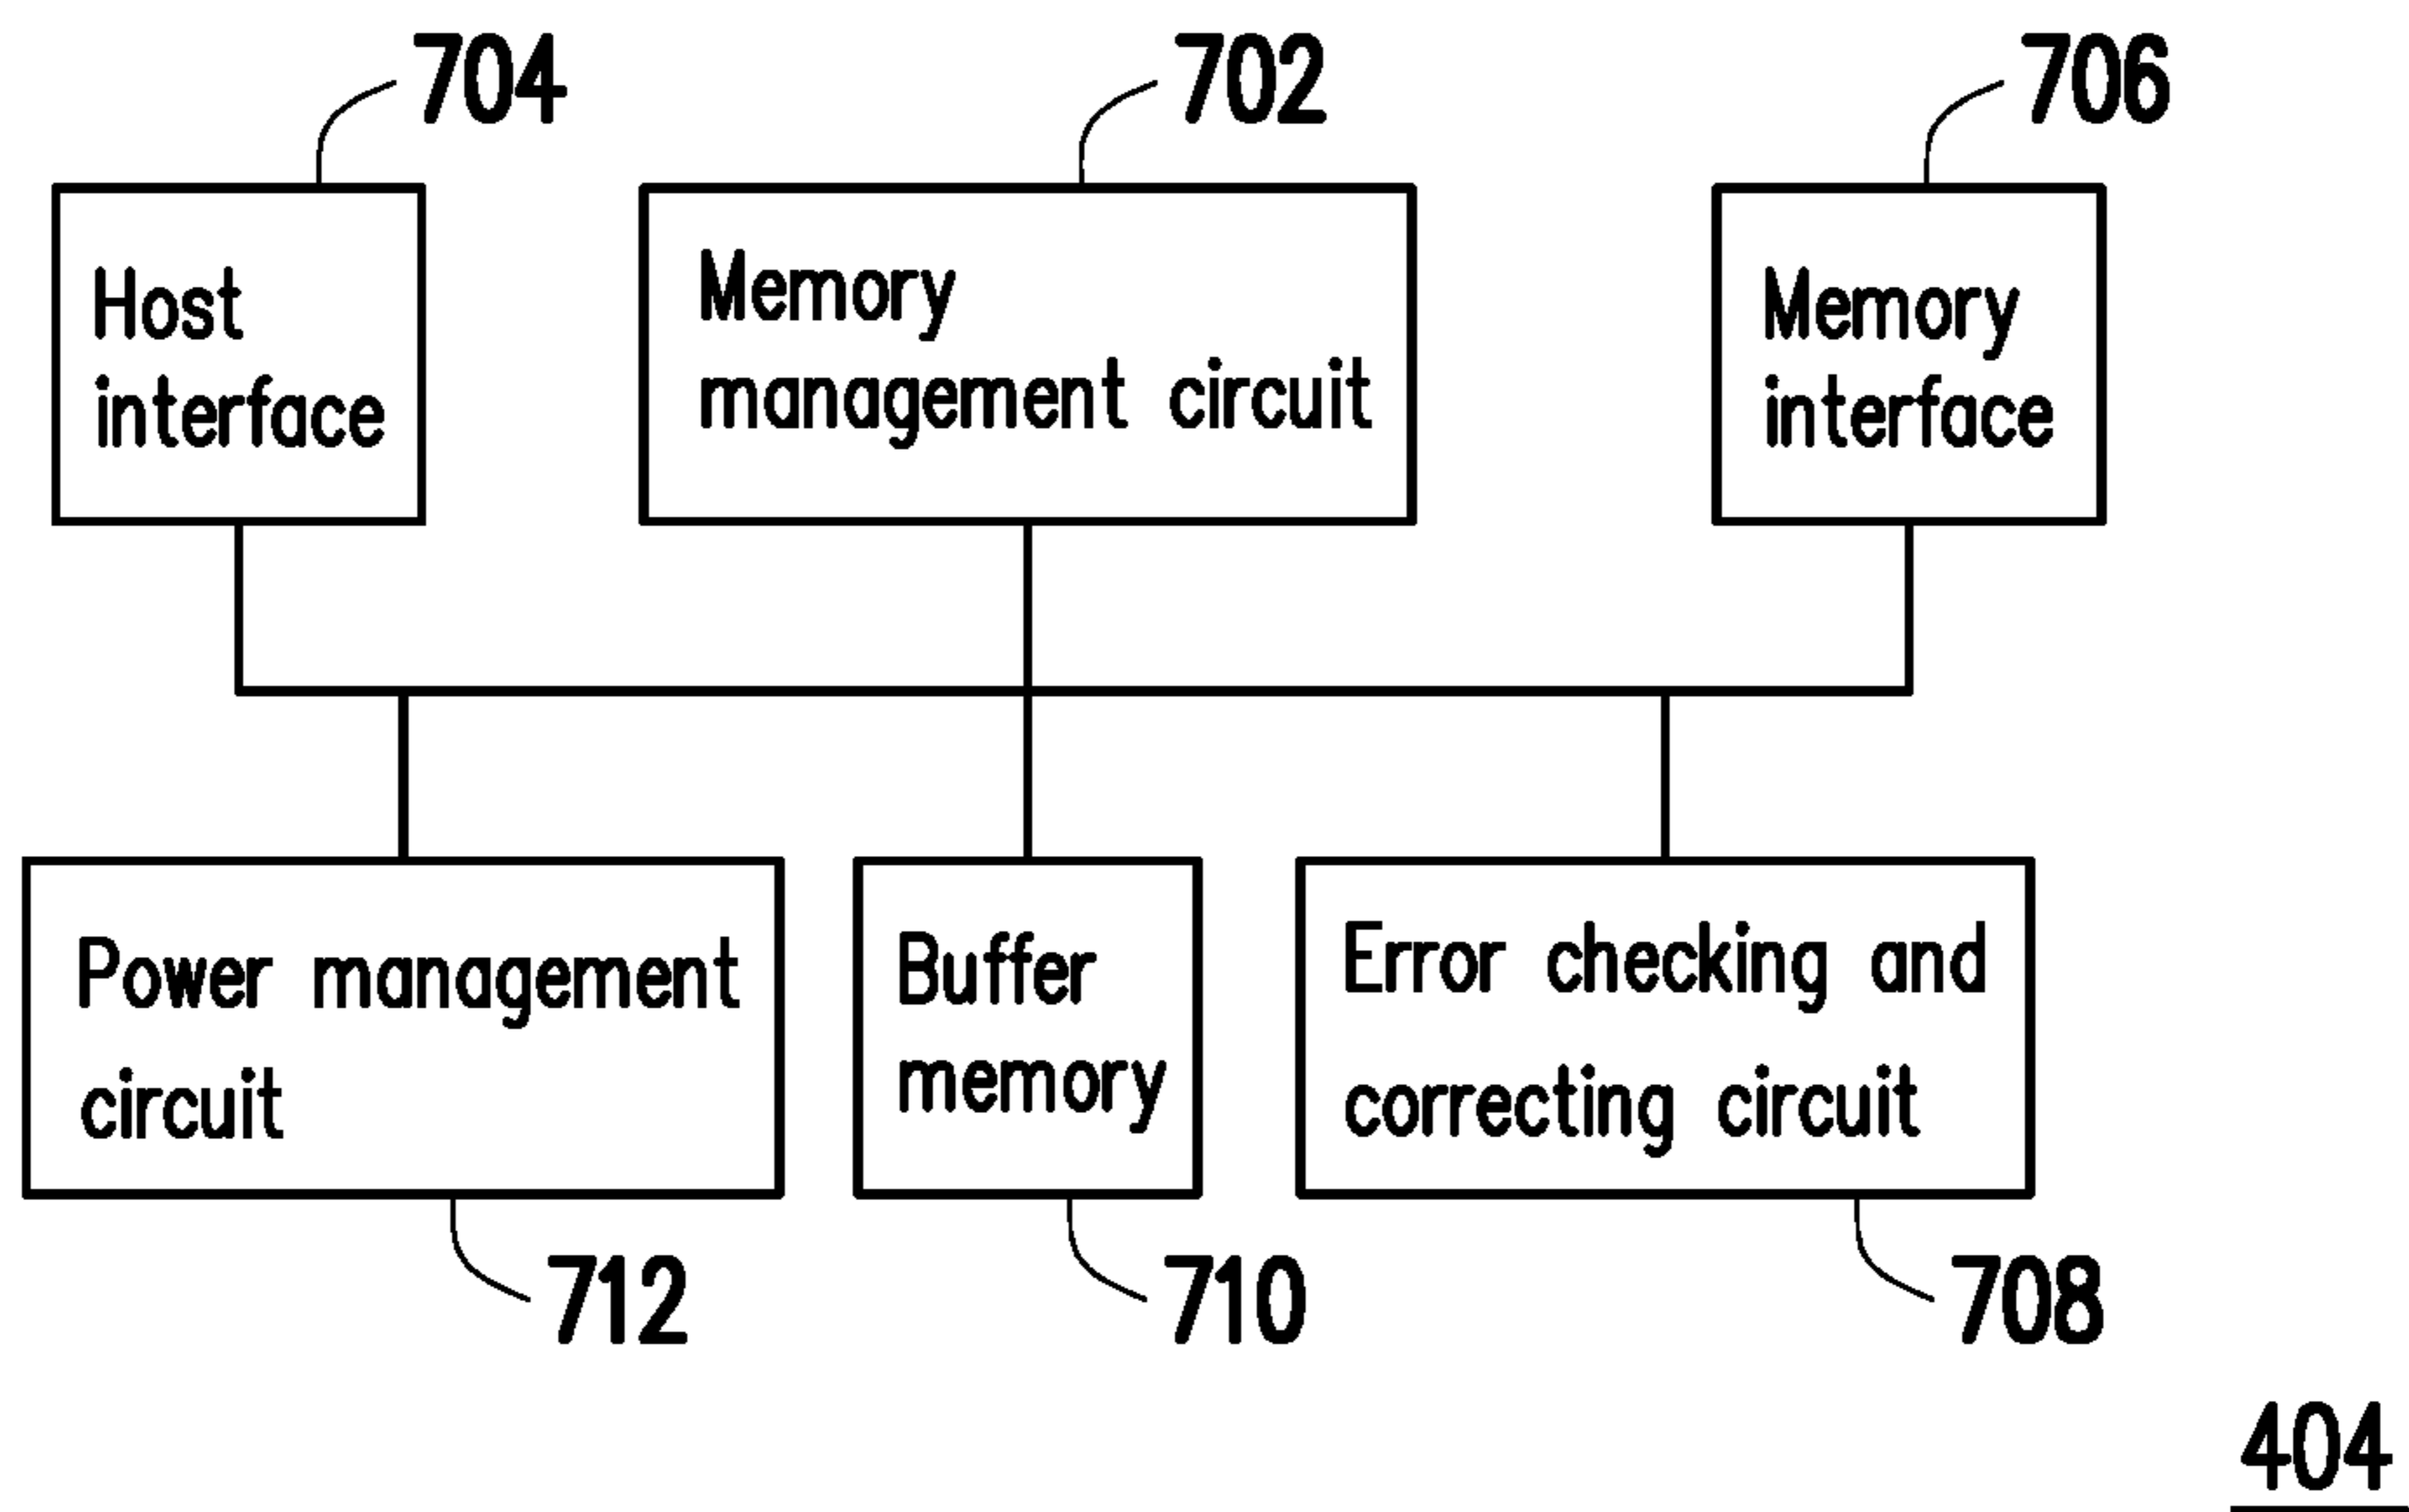 704
702
706
Host
interface
Memory
management circuit
Memory
interface
Power management
circuit
Buffer
memory
Error checking and
correcting circuit
712
710
708
404